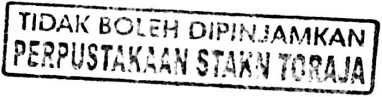 TIDAK BOLEH DIPINJAMKAN
PERPUSTAKAAN STAKN TORAJA